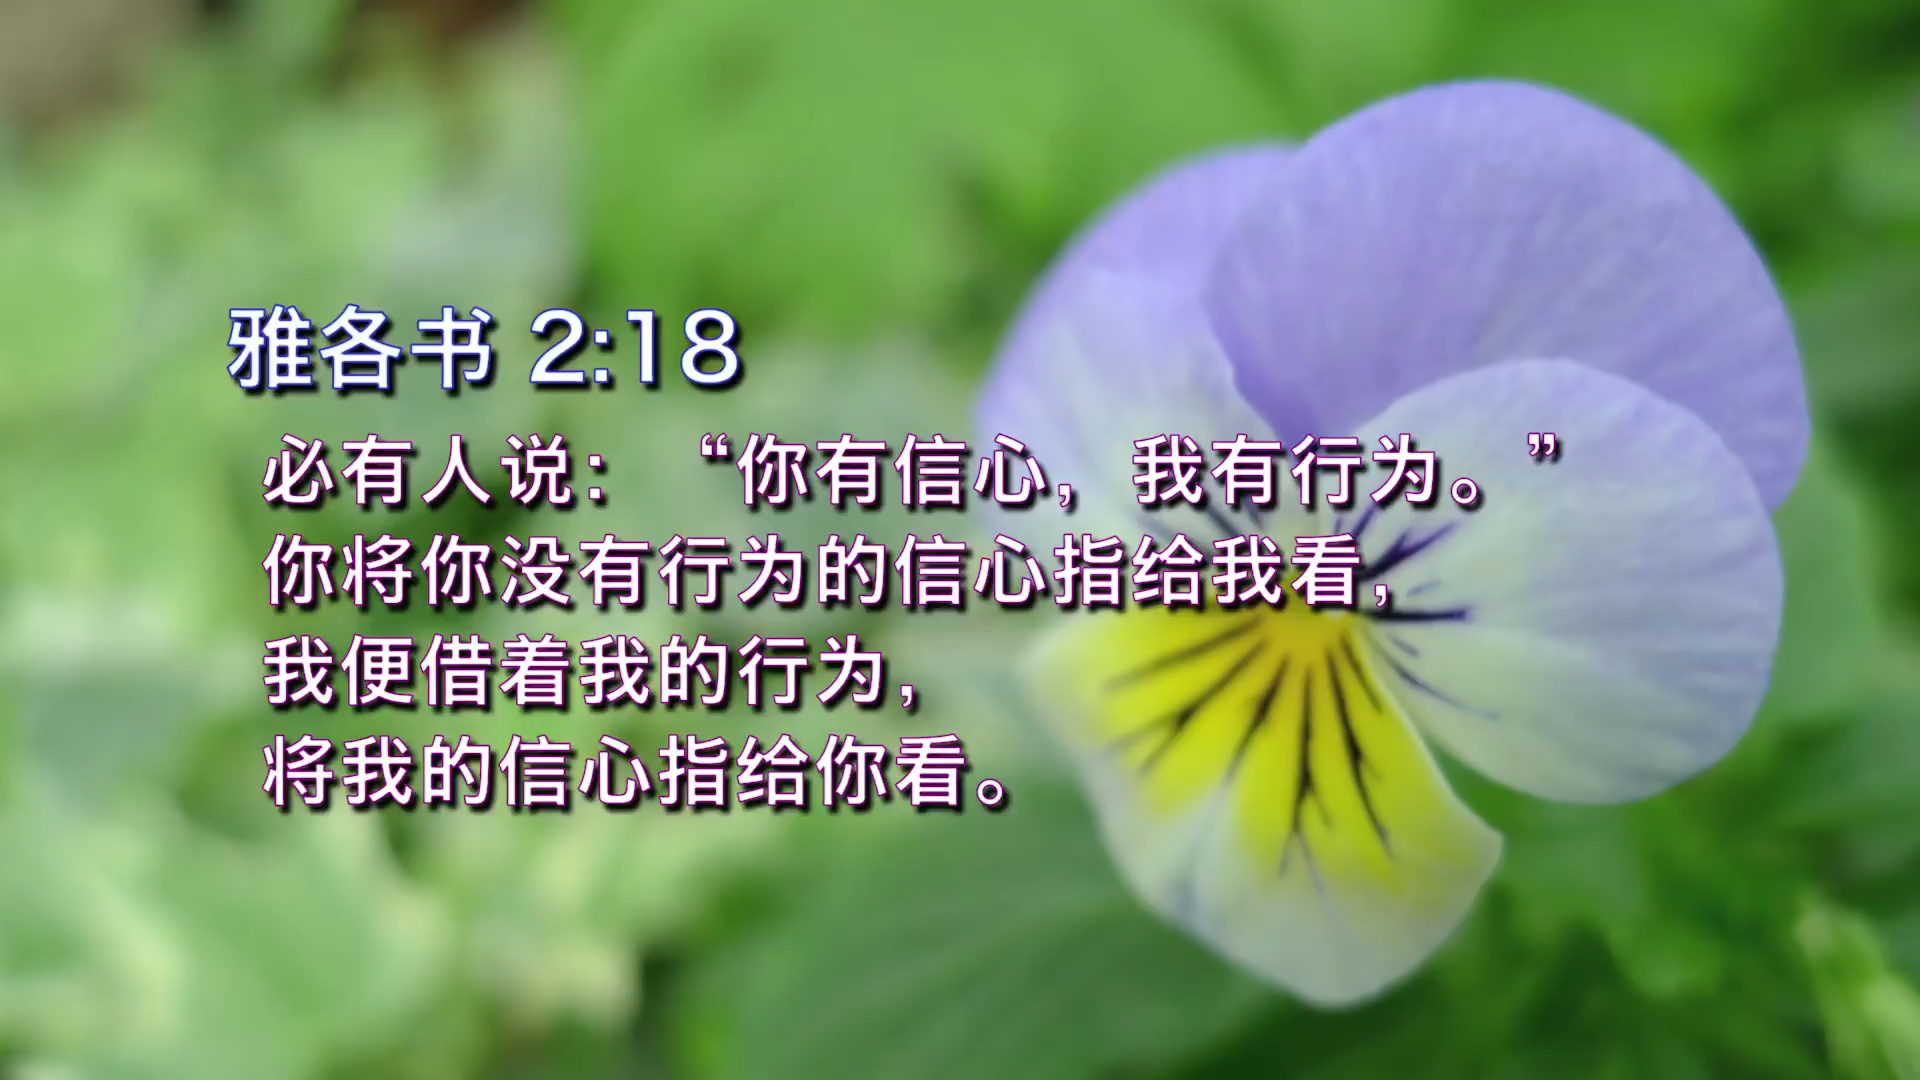 雅各书 2:18
必有人说：“你有信心，我有行为。”
你将你没有行为的信心指给我看，
我便借着我的行为，
将我的信心指给你看。